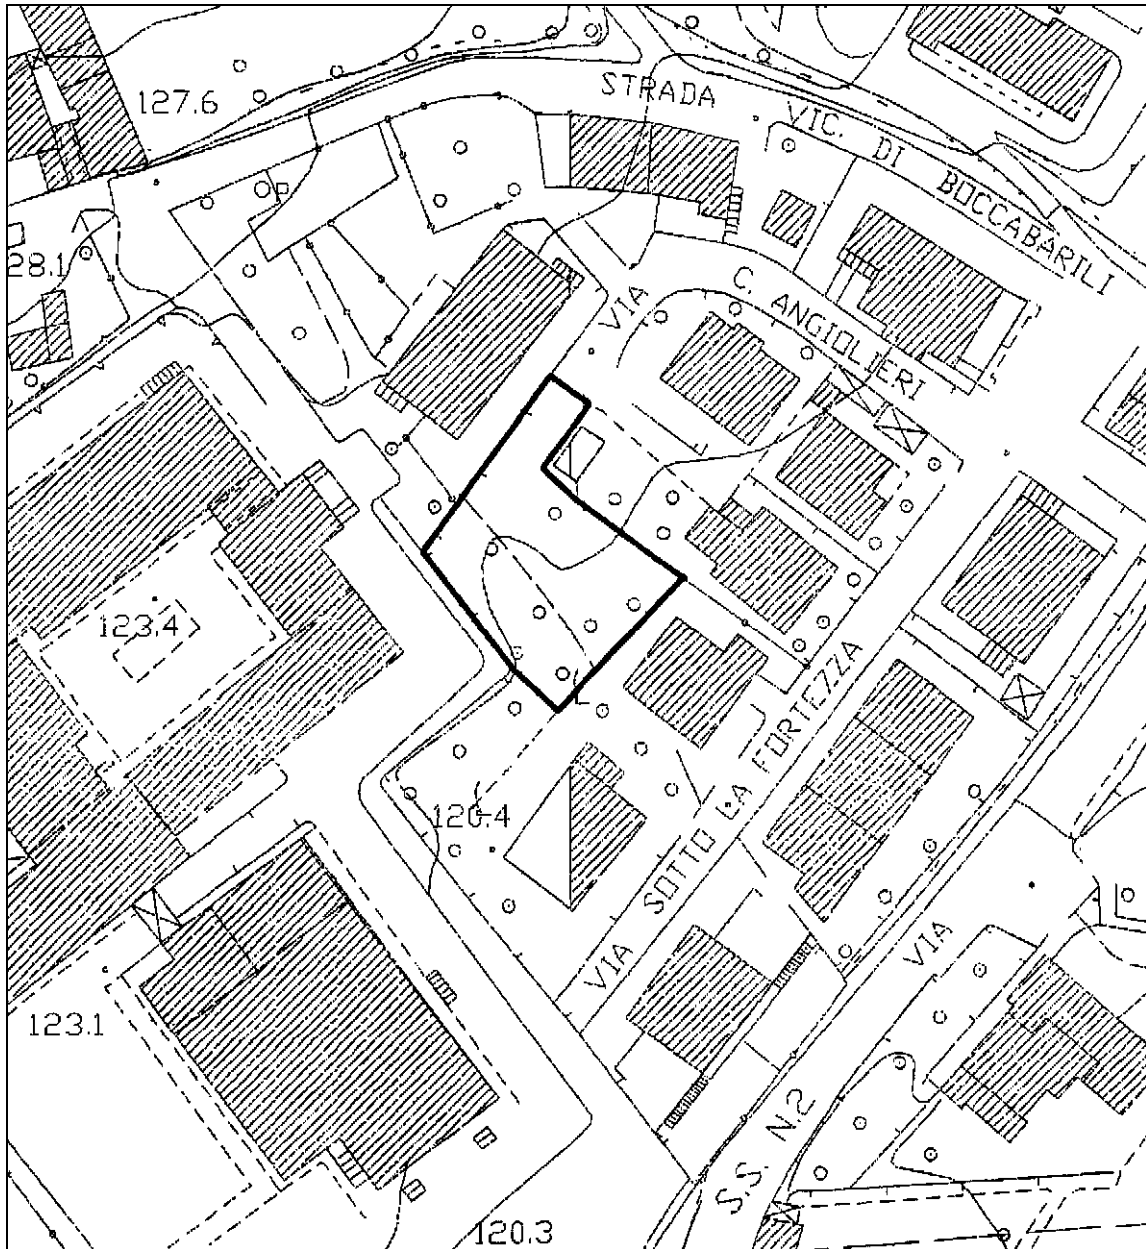 STRADA VIC. DI BOCCABARILI
127.6
28.1
VIA C. ANGIOLIERI
123.4
VIA SOTTO LA FORTEZZA
120.4
VIA
123.1
S.S. N.2
120.3